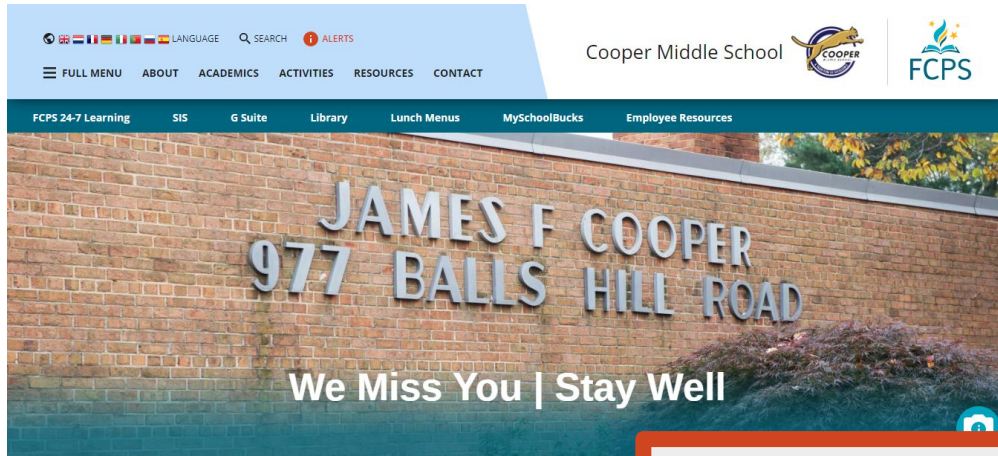 LANGUAGE SEARCH ALERTS
FULL MENU ABOUT ACADEMICS ACTIVITIES RESOURCES CONTACT
Cooper Middle School
COOPER
FCPS
FCPS 24-7 Learning SIS G Suite Library Lunch Menus MySchoolBucks Employee Resources
JAMES F COOPER
977 BALLS HILL ROAD
We Miss You | Stay Well